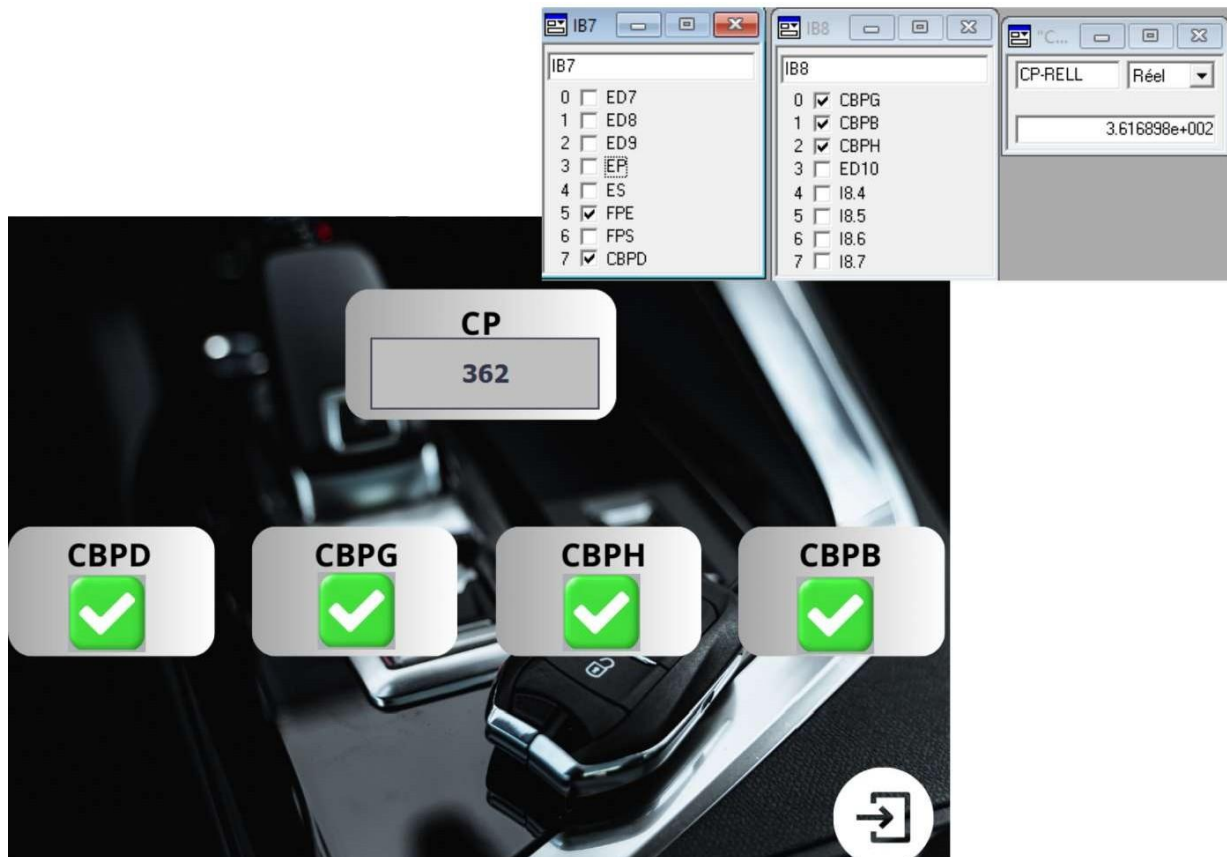 IB7
IB7
0 ED7
1 ED8
2 ED9
3 EP
4 ES
5 FPE
6 FPS
7 CBPD
IB8
IB8
0 CBPG
1 CBPB
2 CBPH
3 ED10
4 I8.4
5 I8.5
6 I8.6
7 I8.7
"C...
CP-RELL Réel
3.616898e+002
CP
362
CBPD CBPG CBPH CBPB